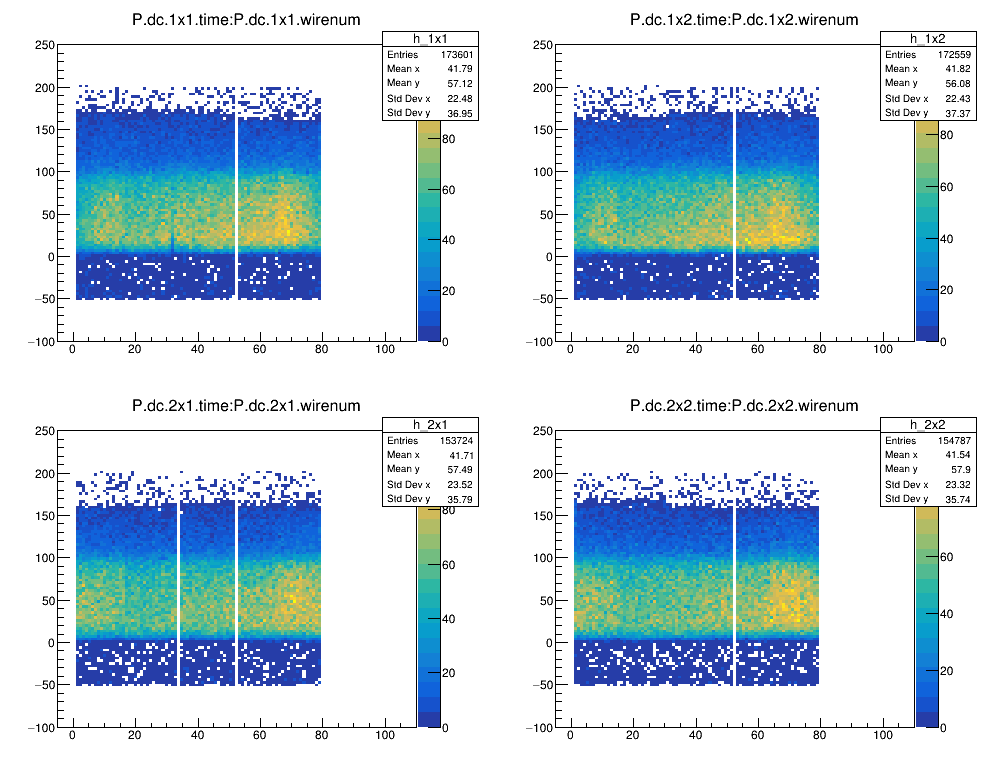 P.dc.1x1.time:P.dc.1x1.wirenum
h_1x1
Entries 173601
Mean x 41.79
Mean y 57.12
Std Dev x 22.48
Std Dev y 36.95
250
200
150
100
50
0
−50
−100
0 20 40 60 80 100
80
60
40
20
0
P.dc.1x2.time:P.dc.1x2.wirenum
h_1x2
Entries 172559
Mean x 41.82
Mean y 56.08
Std Dev x 22.43
Std Dev y 37.37
250
200
150
100
50
0
−50
−100
0 20 40 60 80 100
80
60
40
20
0
P.dc.2x1.time:P.dc.2x1.wirenum
h_2x1
Entries 153724
Mean x 41.71
Mean y 57.49
Std Dev x 23.52
Std Dev y 35.79
250
200
150
100
50
0
−50
−100
0 20 40 60 80 100
80
60
40
20
0
P.dc.2x2.time:P.dc.2x2.wirenum
h_2x2
Entries 154787
Mean x 41.54
Mean y 57.9
Std Dev x 23.32
Std Dev y 35.74
250
200
150
100
50
0
−50
−100
0 20 40 60 80 100
60
40
20
0